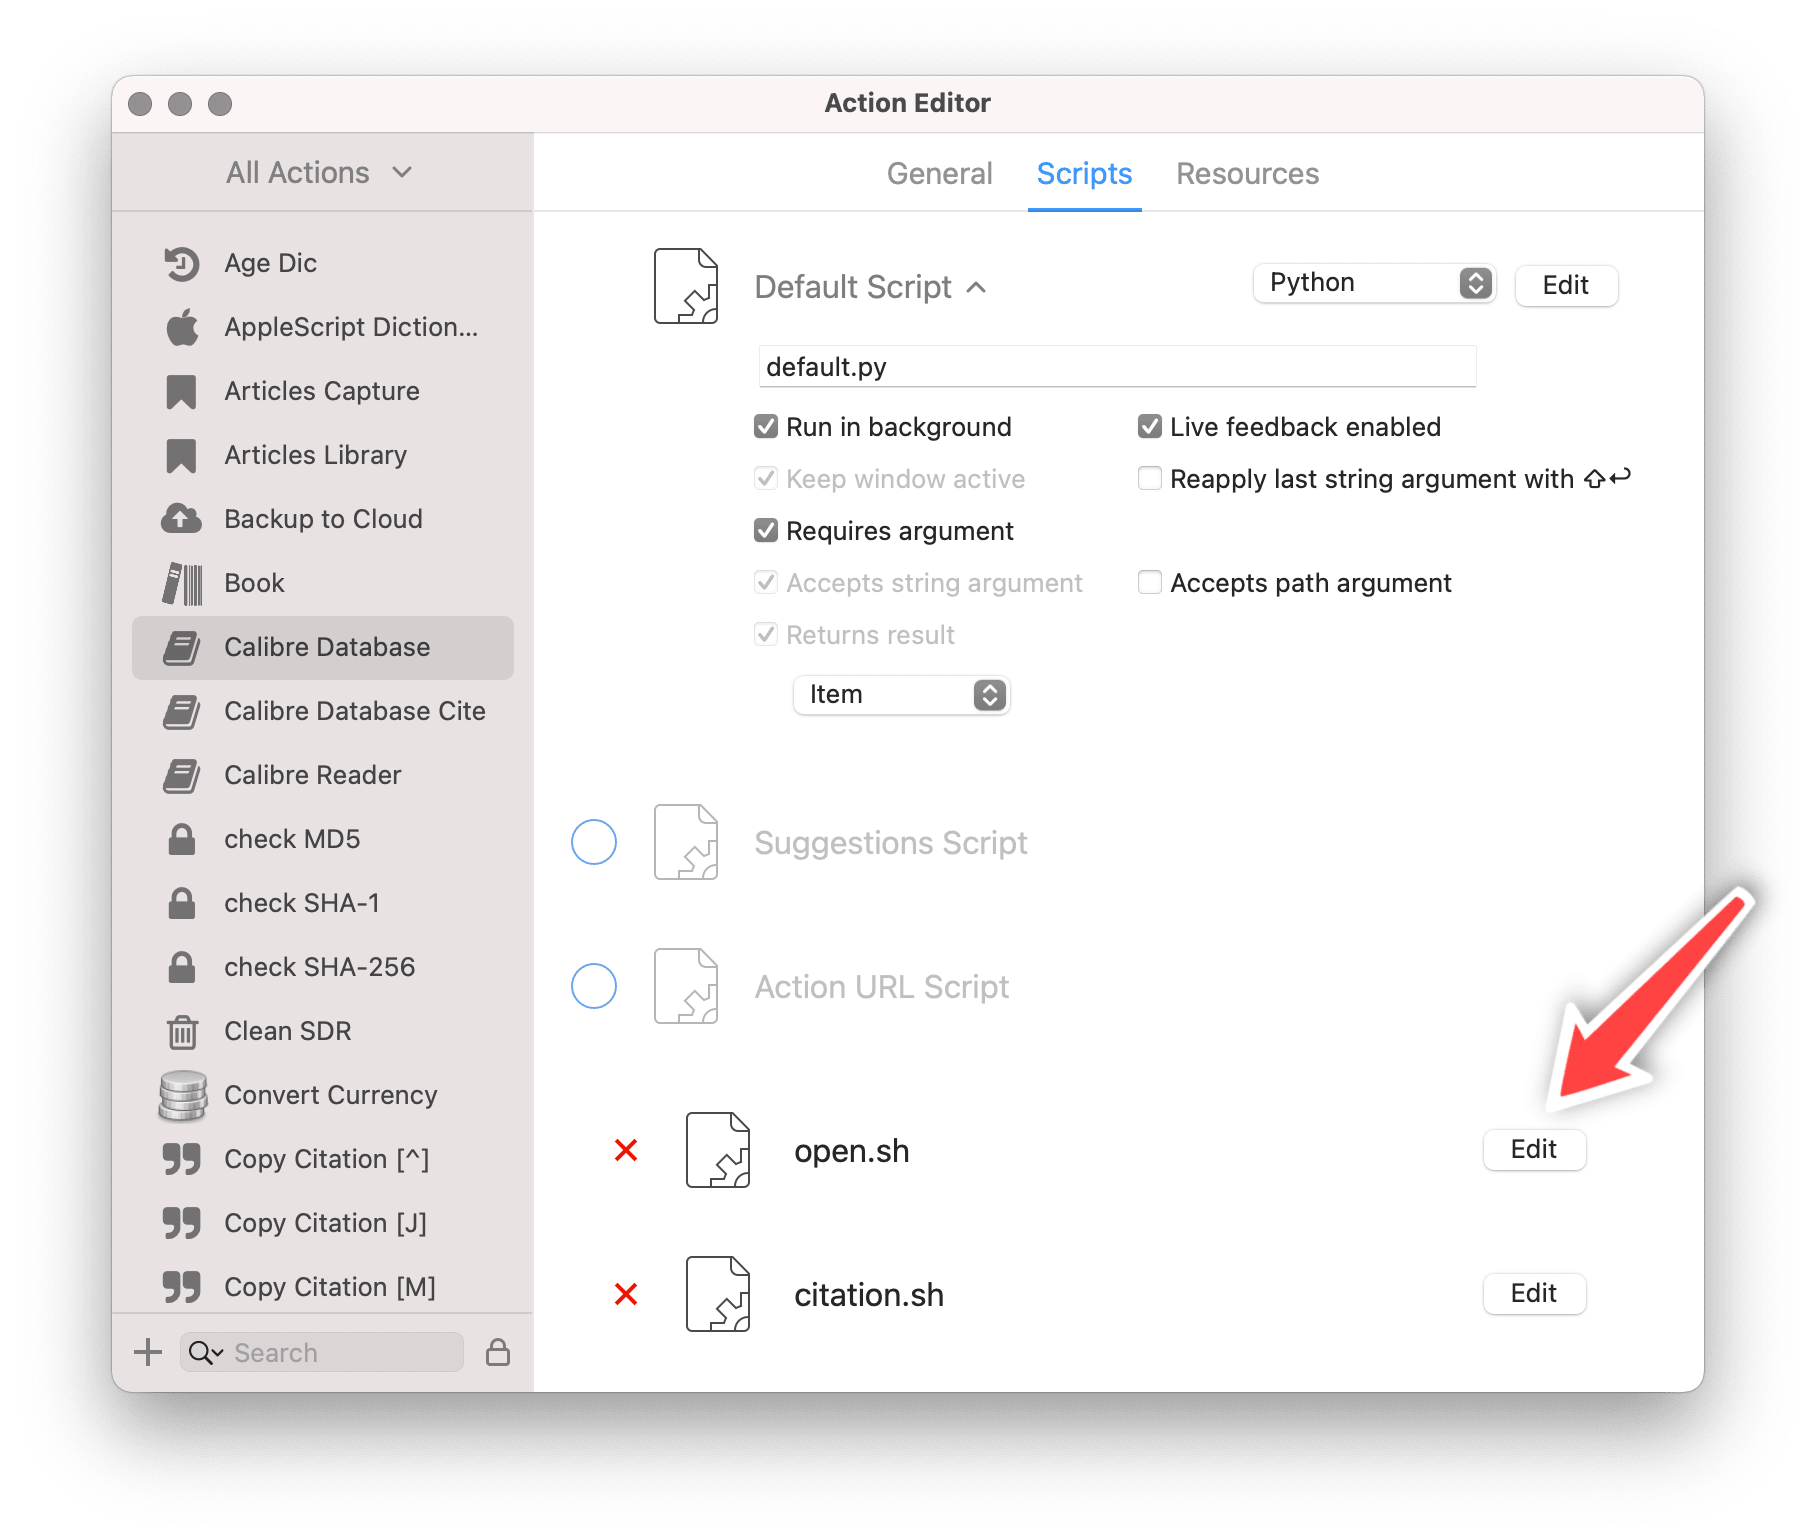 Action Editor
All Actions
General Scripts Resources
Age Dic
AppleScript Diction...
Articles Capture
Articles Library
Backup to Cloud
Book
Calibre Database
Calibre Database Cite
Calibre Reader
check MD5
check SHA-1
check SHA-256
Clean SDR
Convert Currency
Copy Citation [^]
Copy Citation [J]
Copy Citation [M]
Search
Default Script
Python
Edit
default.py
Run in background
Live feedback enabled
Keep window active
Reapply last string argument with ⇧↩
Requires argument
Accepts string argument
Accepts path argument
Returns result
Item
Suggestions Script
Action URL Script
open.sh
Edit
citation.sh
Edit